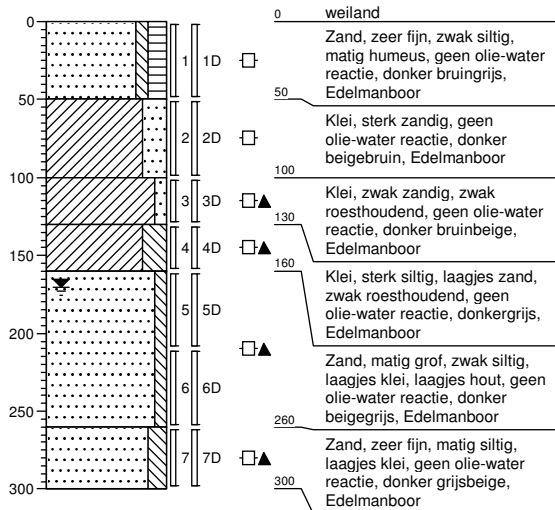 0 weiland
Zand, zeer fijn, zwak siltig,
matig humeus, geen olie-water
reactie, donker bruingrijs,
Edelmanboor
1 1D
50 50
Klei, sterk zandig, geen
olie-water reactie, donker
beigebruin, Edelmanboor
2 2D
100 100
Klei, zwak zandig, zwak
roesthoudend, geen olie-water
reactie, donker bruinbeige,
Edelmanboor
3 3D
130
4 4D
150
160
Klei, sterk siltig, laagjes zand,
zwak roesthoudend, geen
olie-water reactie, donkergrijs,
Edelmanboor
5 5D
200
Zand, matig grof, zwak siltig,
laagjes klei, laagjes hout, geen
olie-water reactie, donker
beigegrijs, Edelmanboor
6 6D
250
260
Zand, zeer fijn, matig siltig,
laagjes klei, geen olie-water
reactie, donker grijsbeige,
Edelmanboor
7 7D
300 300
0